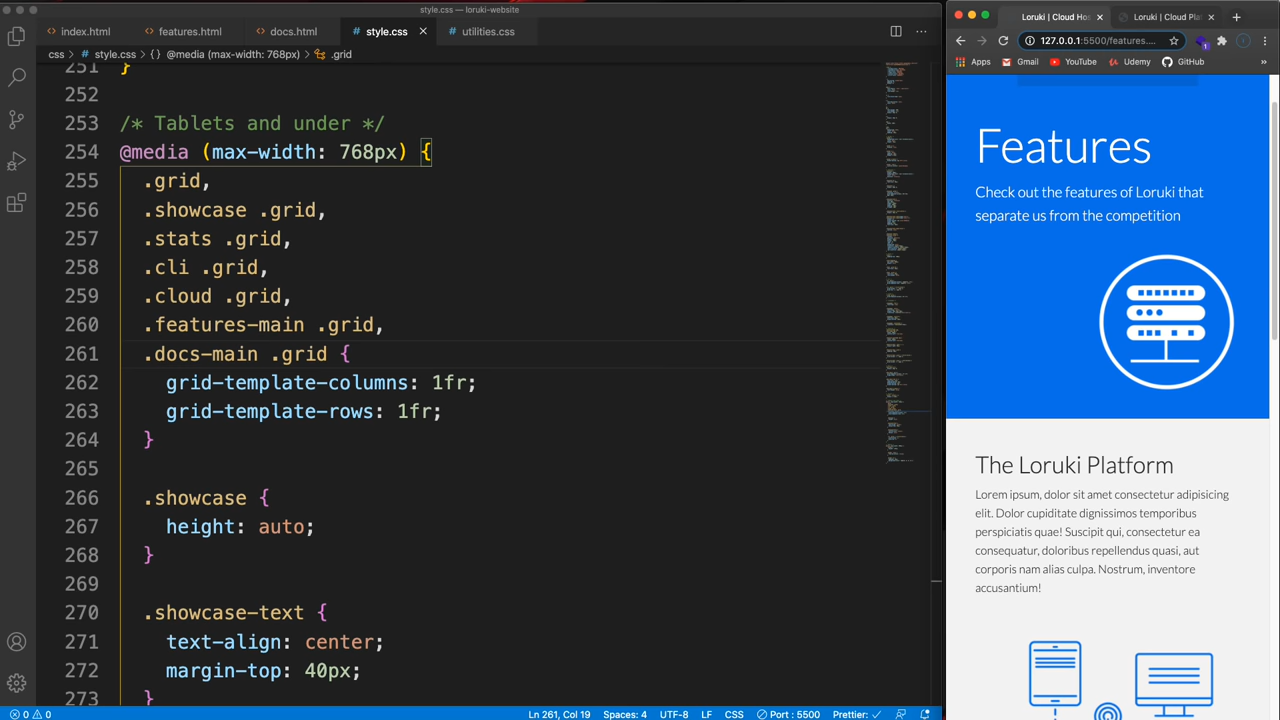 style.css — loruki-website
index.html
features.html
docs.html
style.css
utilities.css
css > style.css > {} @media (max-width: 768px) > .grid
251 }
252
253 /* Tablets and under */
254 @media (max-width: 768px) {
255 .grid,
256 .showcase .grid,
257 .stats .grid,
258 .cli .grid,
259 .cloud .grid,
260 .features-main .grid,
261 .docs-main .grid {
262 grid-template-columns: 1fr;
263 grid-template-rows: 1fr;
264 }
265
266 .showcase {
267 height: auto;
268 }
269
270 .showcase-text {
271 text-align: center;
272 margin-top: 40px;
273 }
0 0
Ln 261, Col 19
Spaces: 4
UTF-8
LF
CSS
Port : 5500
Prettier: ✓
Loruki | Cloud Hos
Loruki | Cloud Pla
127.0.0.1:5500/features....
Apps
Gmail
YouTube
Udemy
GitHub
»
Features
Check out the features of Loruki that
separate us from the competition
The Loruki Platform
Lorem ipsum, dolor sit amet consectetur adipisicing
elit. Dolor cupiditate dignissimos temporibus
perspiciatis quae! Suscipit qui, consectetur ea
consequatur, doloribus repellendus quasi, aut
corporis nam alias culpa. Nostrum, inventore
accusantium!